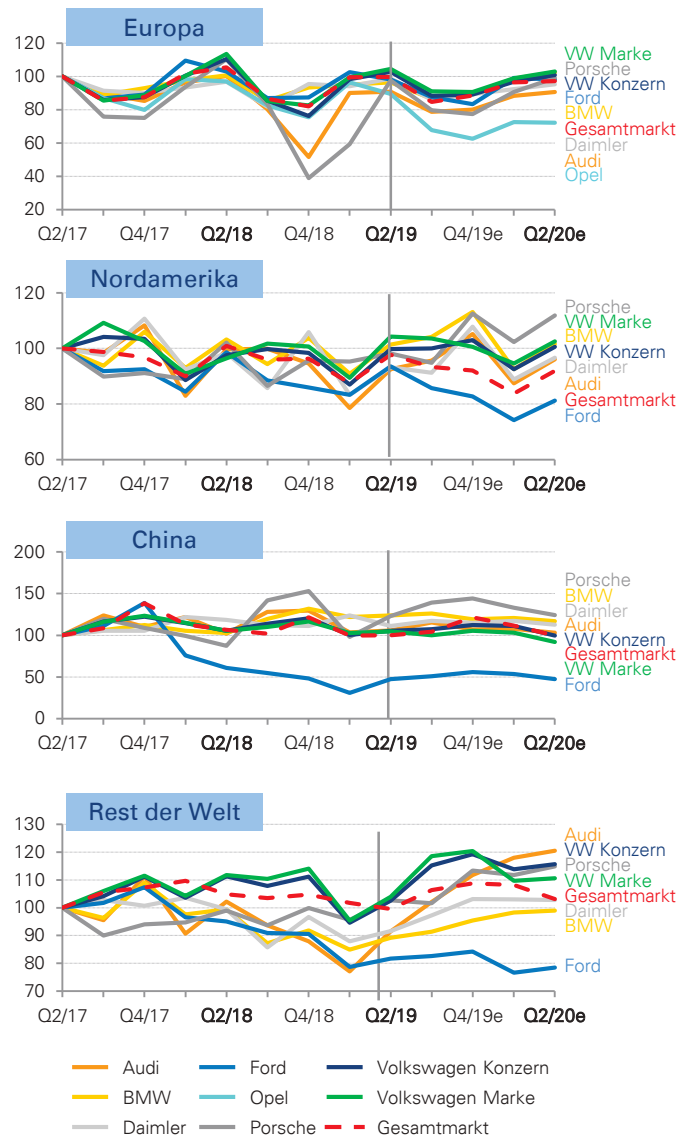 Europa
120
100
80
60
40
20
Q2/17 Q4/17 Q2/18 Q4/18 Q2/19 Q4/19e Q2/20e
VW Marke
Porsche
VW Konzern
Ford
BMW
Gesamtmarkt
Daimler
Audi
Opel
Nordamerika
120
100
80
60
Q2/17 Q4/17 Q2/18 Q4/18 Q2/19 Q4/19e Q2/20e
Porsche
VW Marke
BMW
VW Konzern
Daimler
Audi
Gesamtmarkt
Ford
China
200
150
100
50
0
Q2/17 Q4/17 Q2/18 Q4/18 Q2/19 Q4/19e Q2/20e
Porsche
BMW
Daimler
Audi
VW Konzern
Gesamtmarkt
VW Marke
Ford
Rest der Welt
130
120
110
100
90
80
70
Q2/17 Q4/17 Q2/18 Q4/18 Q2/19 Q4/19e Q2/20e
Audi
VW Konzern
Porsche
VW Marke
Gesamtmarkt
Daimler
BMW
Ford
Audi Ford Volkswagen Konzern
BMW Opel Volkswagen Marke
Daimler Porsche Gesamtmarkt